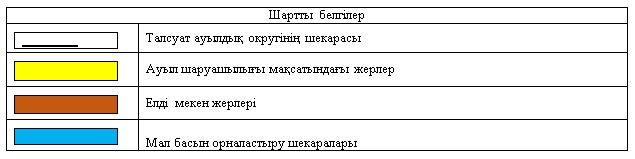 Шартты белгілер
Талсуат ауылдық округінің шекарасы
Ауыл шаруашылығы мақсатындағы жерлер
Елді мекен жерлері
Мал басын орналастыру шекаралары